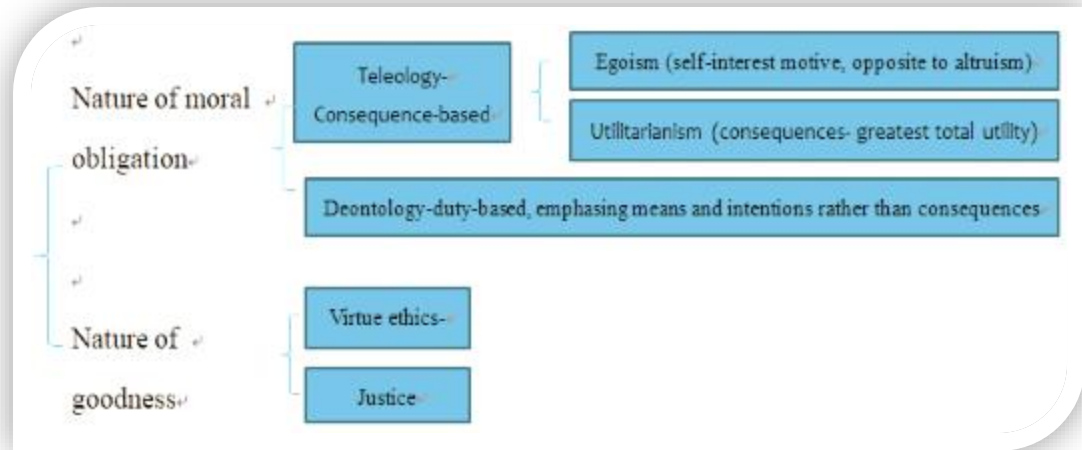 Nature of moral
obligation
Teleology-
Consequence-based
Egoism (self-interest motive, opposite to altruism)
Utilitarianism (consequences- greatest total utility)
Deontology-duty-based, emphasing means and intentions rather than consequences
Nature of
goodness
Virtue ethics-
Justice